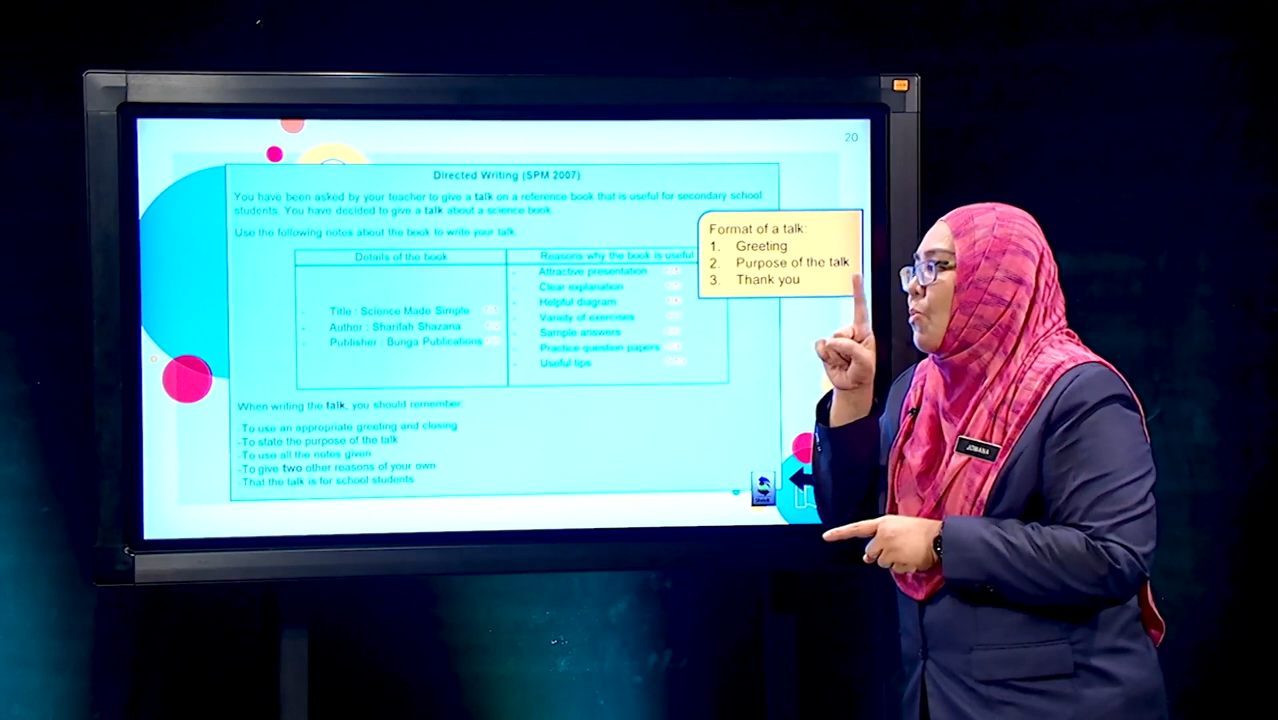 20
Directed Writing (SPM 2007)
You have been asked by your teacher to give a talk on a reference book that is useful for secondary school
students. You have decided to give a talk about a science book.
Use the following notes about the book to write your talk.
Details of the book
Reasons why the book is useful
- Title : Science Made Simple
- Author : Sharifah Shazana
- Publisher : Bunga Publications
- Attractive presentation
- Clear explanation
- Helpful diagram
- Variety of exercises
- Sample answers
- Practice question papers
- Useful tips
Format of a talk:
1. Greeting
2. Purpose of the talk
3. Thank you
When writing the talk, you should remember:
-To use an appropriate greeting and closing
-To state the purpose of the talk
-To use all the notes given
-To give two other reasons of your own
-That the talk is for school students
JOMANA